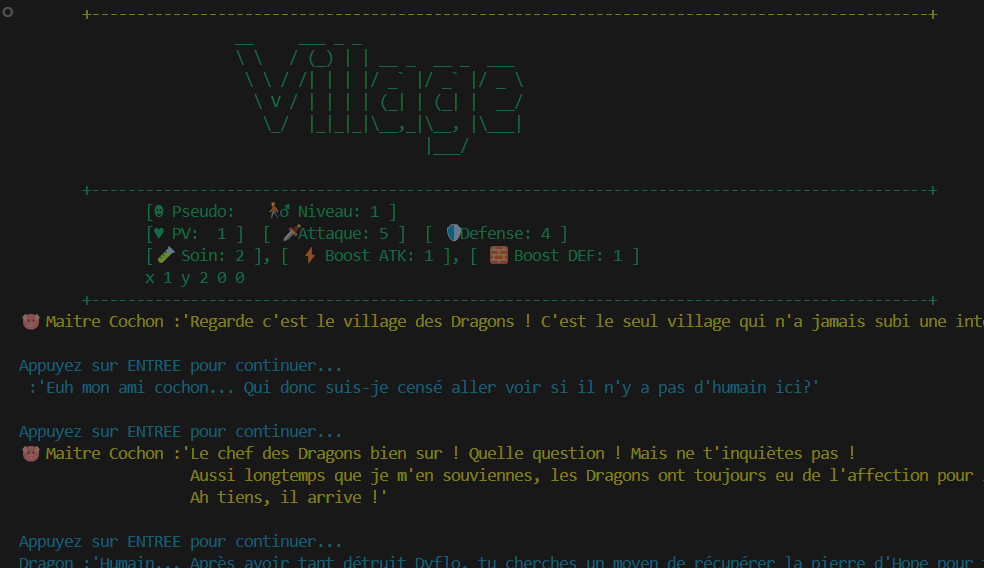 Village
[ Pseudo: Niveau: 1 ]
[♥ PV: 1 ] [ Attaque: 5 ] [ Defense: 4 ]
[ Soin: 2 ], [ Boost ATK: 1 ], [ Boost DEF: 1 ]
x 1 y 2 0 0
Maitre Cochon :'Regarde c'est le village des Dragons ! C'est le seul village qui n'a jamais subi une
Appuyez sur ENTREE pour continuer...
:'Euh mon ami cochon... Qui donc suis-je censé aller voir si il n'y a pas d'humain ici?'
Appuyez sur ENTREE pour continuer...
Maitre Cochon :'Le chef des Dragons bien sur ! Quelle question ! Mais ne t'inquiètes pas !
Aussi longtemps que je m'en souviennes, les Dragons ont toujours eu de l'affection pour
Ah tiens, il arrive !'
Appuyez sur ENTREE pour continuer...
Dragon :'Humain... Après avoir tant détruit Dyflo, tu cherches un moyen de récupérer la pierre d'Hope pour